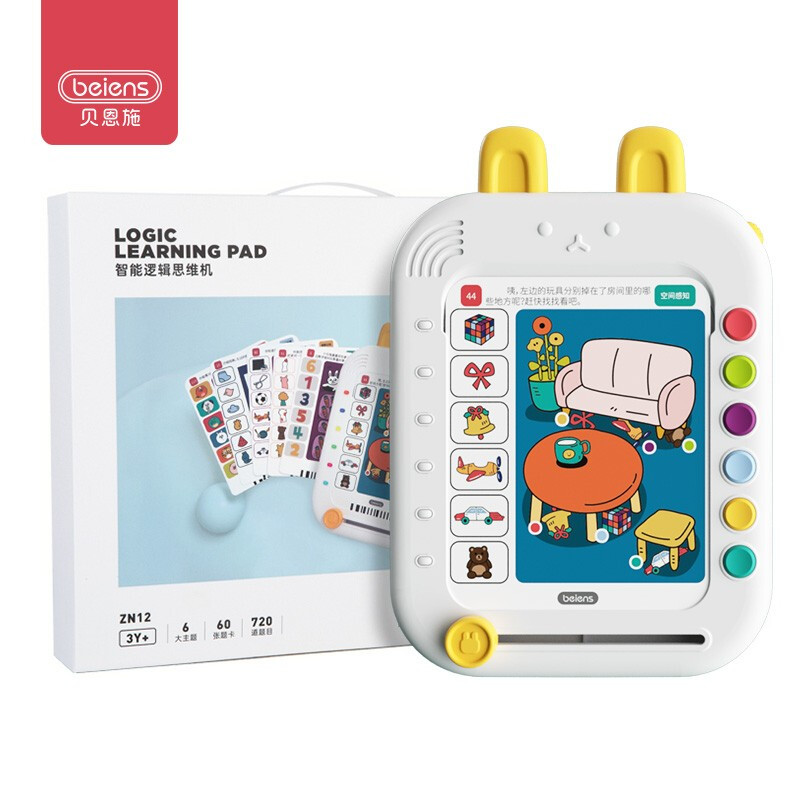 beiens
贝恩施
LOGIC
LEARNING PAD
智能逻辑思维机
ZN12
3Y+
6
大主题
60
张题卡
720
道题目
44
咦,左边的玩具分别掉在了房间里的哪
些地方呢?赶快找找看吧。
空间感知
beiens